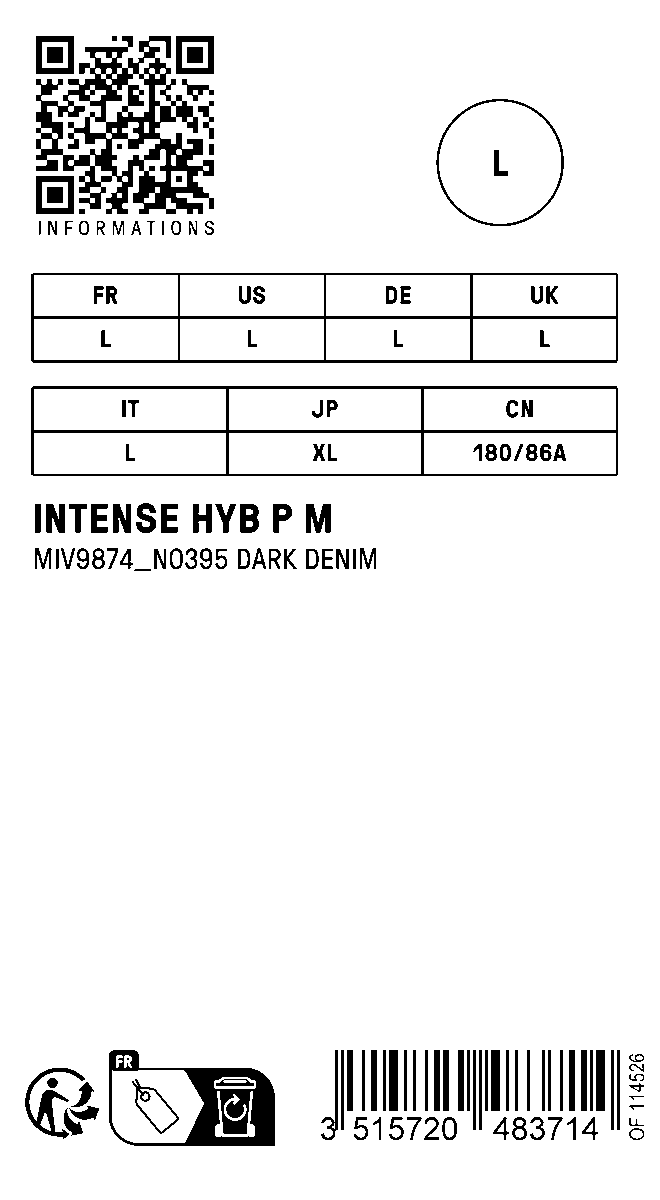 INFORMATIONS
L
FR US DE UK
L L L L
IT JP CN
L XL 180/86A
INTENSE HYB P M
MIV9874_N0395 DARK DENIM
FR
3 515720 483714
OF 114526